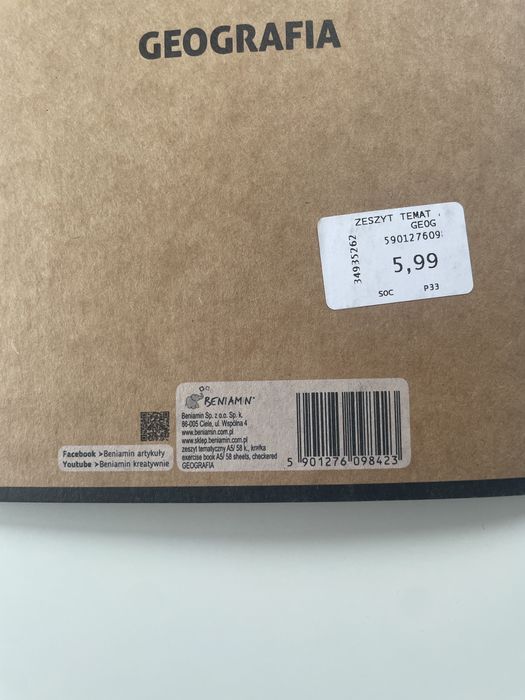 GEOGRAFIA
ZESZYT TEMAT
GEOG
590127609
34935262
5,99
SOC P33
BENIAMIN
Beniamin Sp. z o.o. Sp. k.
86-005 Ciele, ul. Wspólna 4
www.beniamin.com.pl
www.sklep.beniamin.com.pl
zeszyt tematyczny A5/ 58 k., kratka
exercise book A5/ 58 sheets, checkered
GEOGRAFIA
5 901276 098423
Facebook >Beniamin artykuły
Youtube >Beniamin kreatywnie